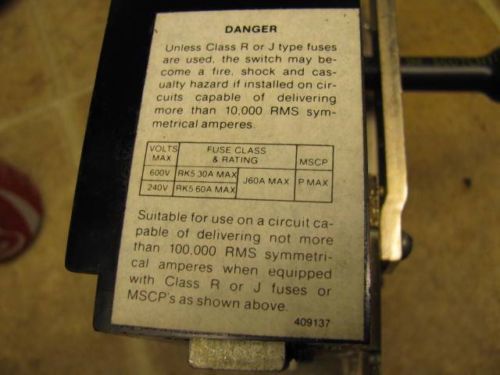 DANGER
Unless Class R or J type fuses
are used, the switch may be-
come a fire, shock and cas-
ualty hazard if installed on cir-
cuits capable of delivering
more than 10,000 RMS sym-
metrical amperes.
VOLTS MAX FUSE CLASS & RATING MSCP
600V RK5 30A MAX J60A MAX P MAX
240V RK5 60A MAX
Suitable for use on a circuit ca-
pable of delivering not more
than 100.000 RMS symmetri-
cal amperes when equipped
with Class R or J fuses or
MSCP's as shown above.
409137